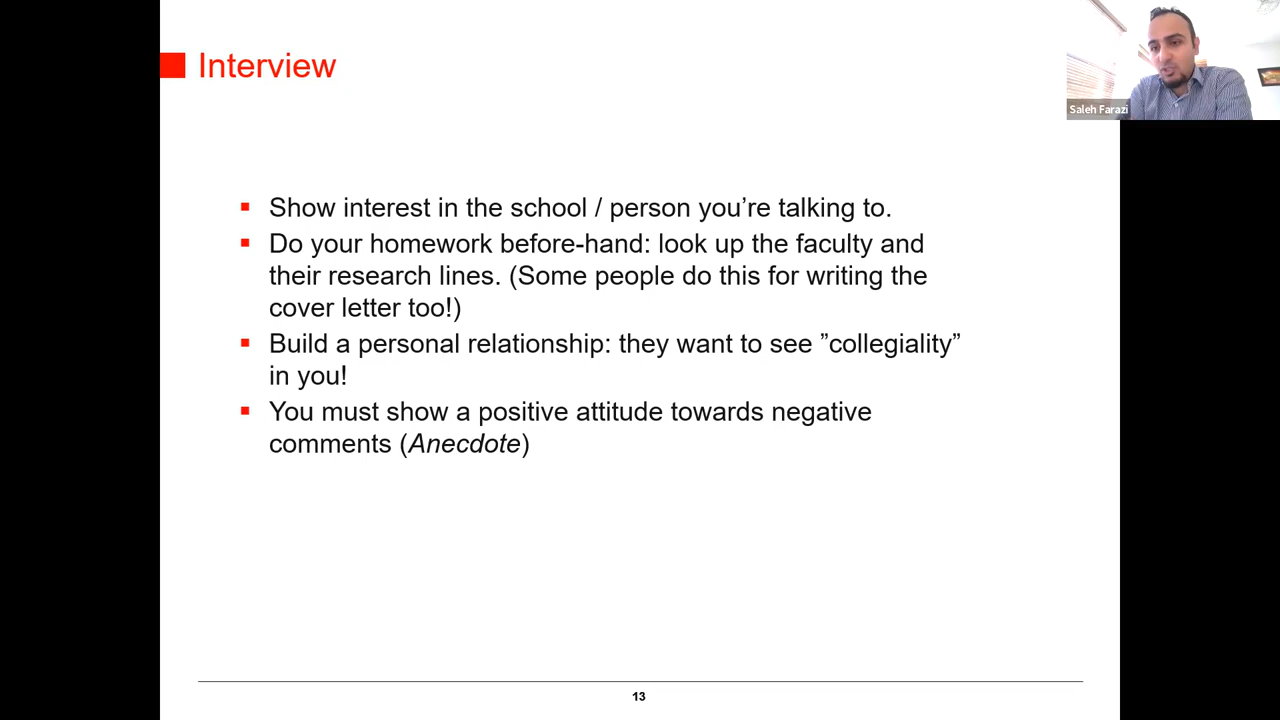 Interview
Saleh Farazi
Show interest in the school / person you’re talking to.
Do your homework before-hand: look up the faculty and
their research lines. (Some people do this for writing the
cover letter too!)
Build a personal relationship: they want to see ”collegiality”
in you!
You must show a positive attitude towards negative
comments (Anecdote)
13